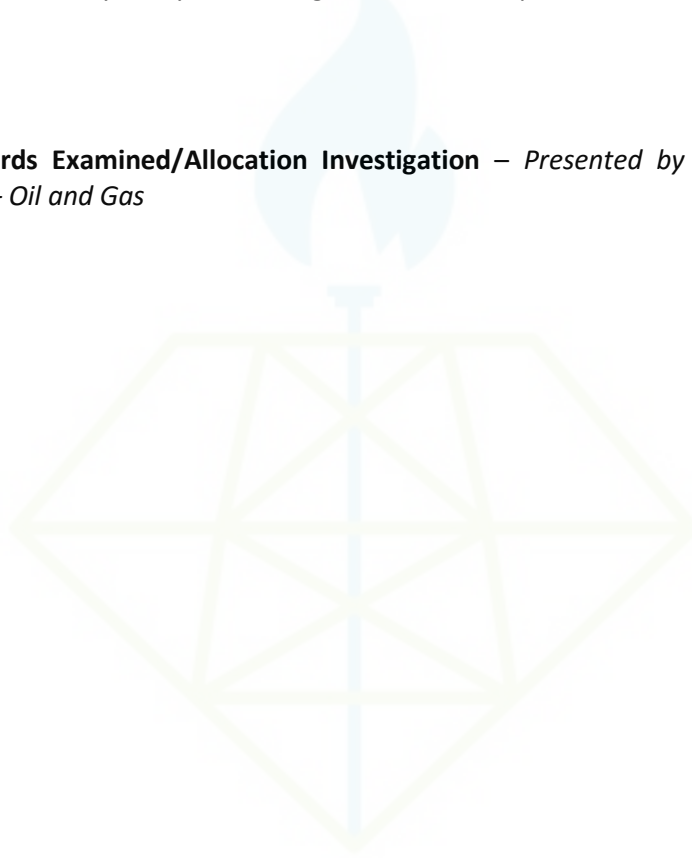 rds Examined/Allocation Investigation – Presented by
- Oil and Gas